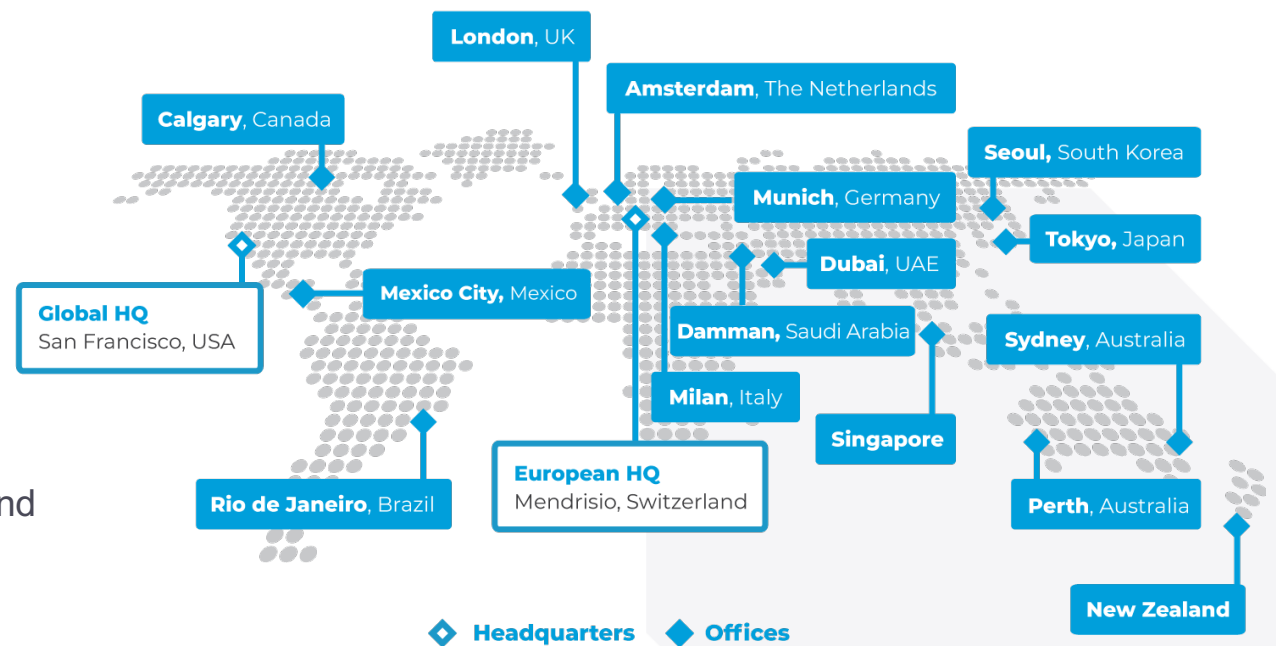 London, UK
Amsterdam, The Netherlands
Calgary, Canada
Seoul, South Korea
Munich, Germany
Tokyo, Japan
Dubai, UAE
Mexico City, Mexico
Global HQ
San Francisco, USA
Damman, Saudi Arabia
Sydney, Australia
Milan, Italy
Singapore
European HQ
Mendrisio, Switzerland
nd
Rio de Janeiro, Brazil
Perth, Australia
New Zealand
Headquarters
Offices